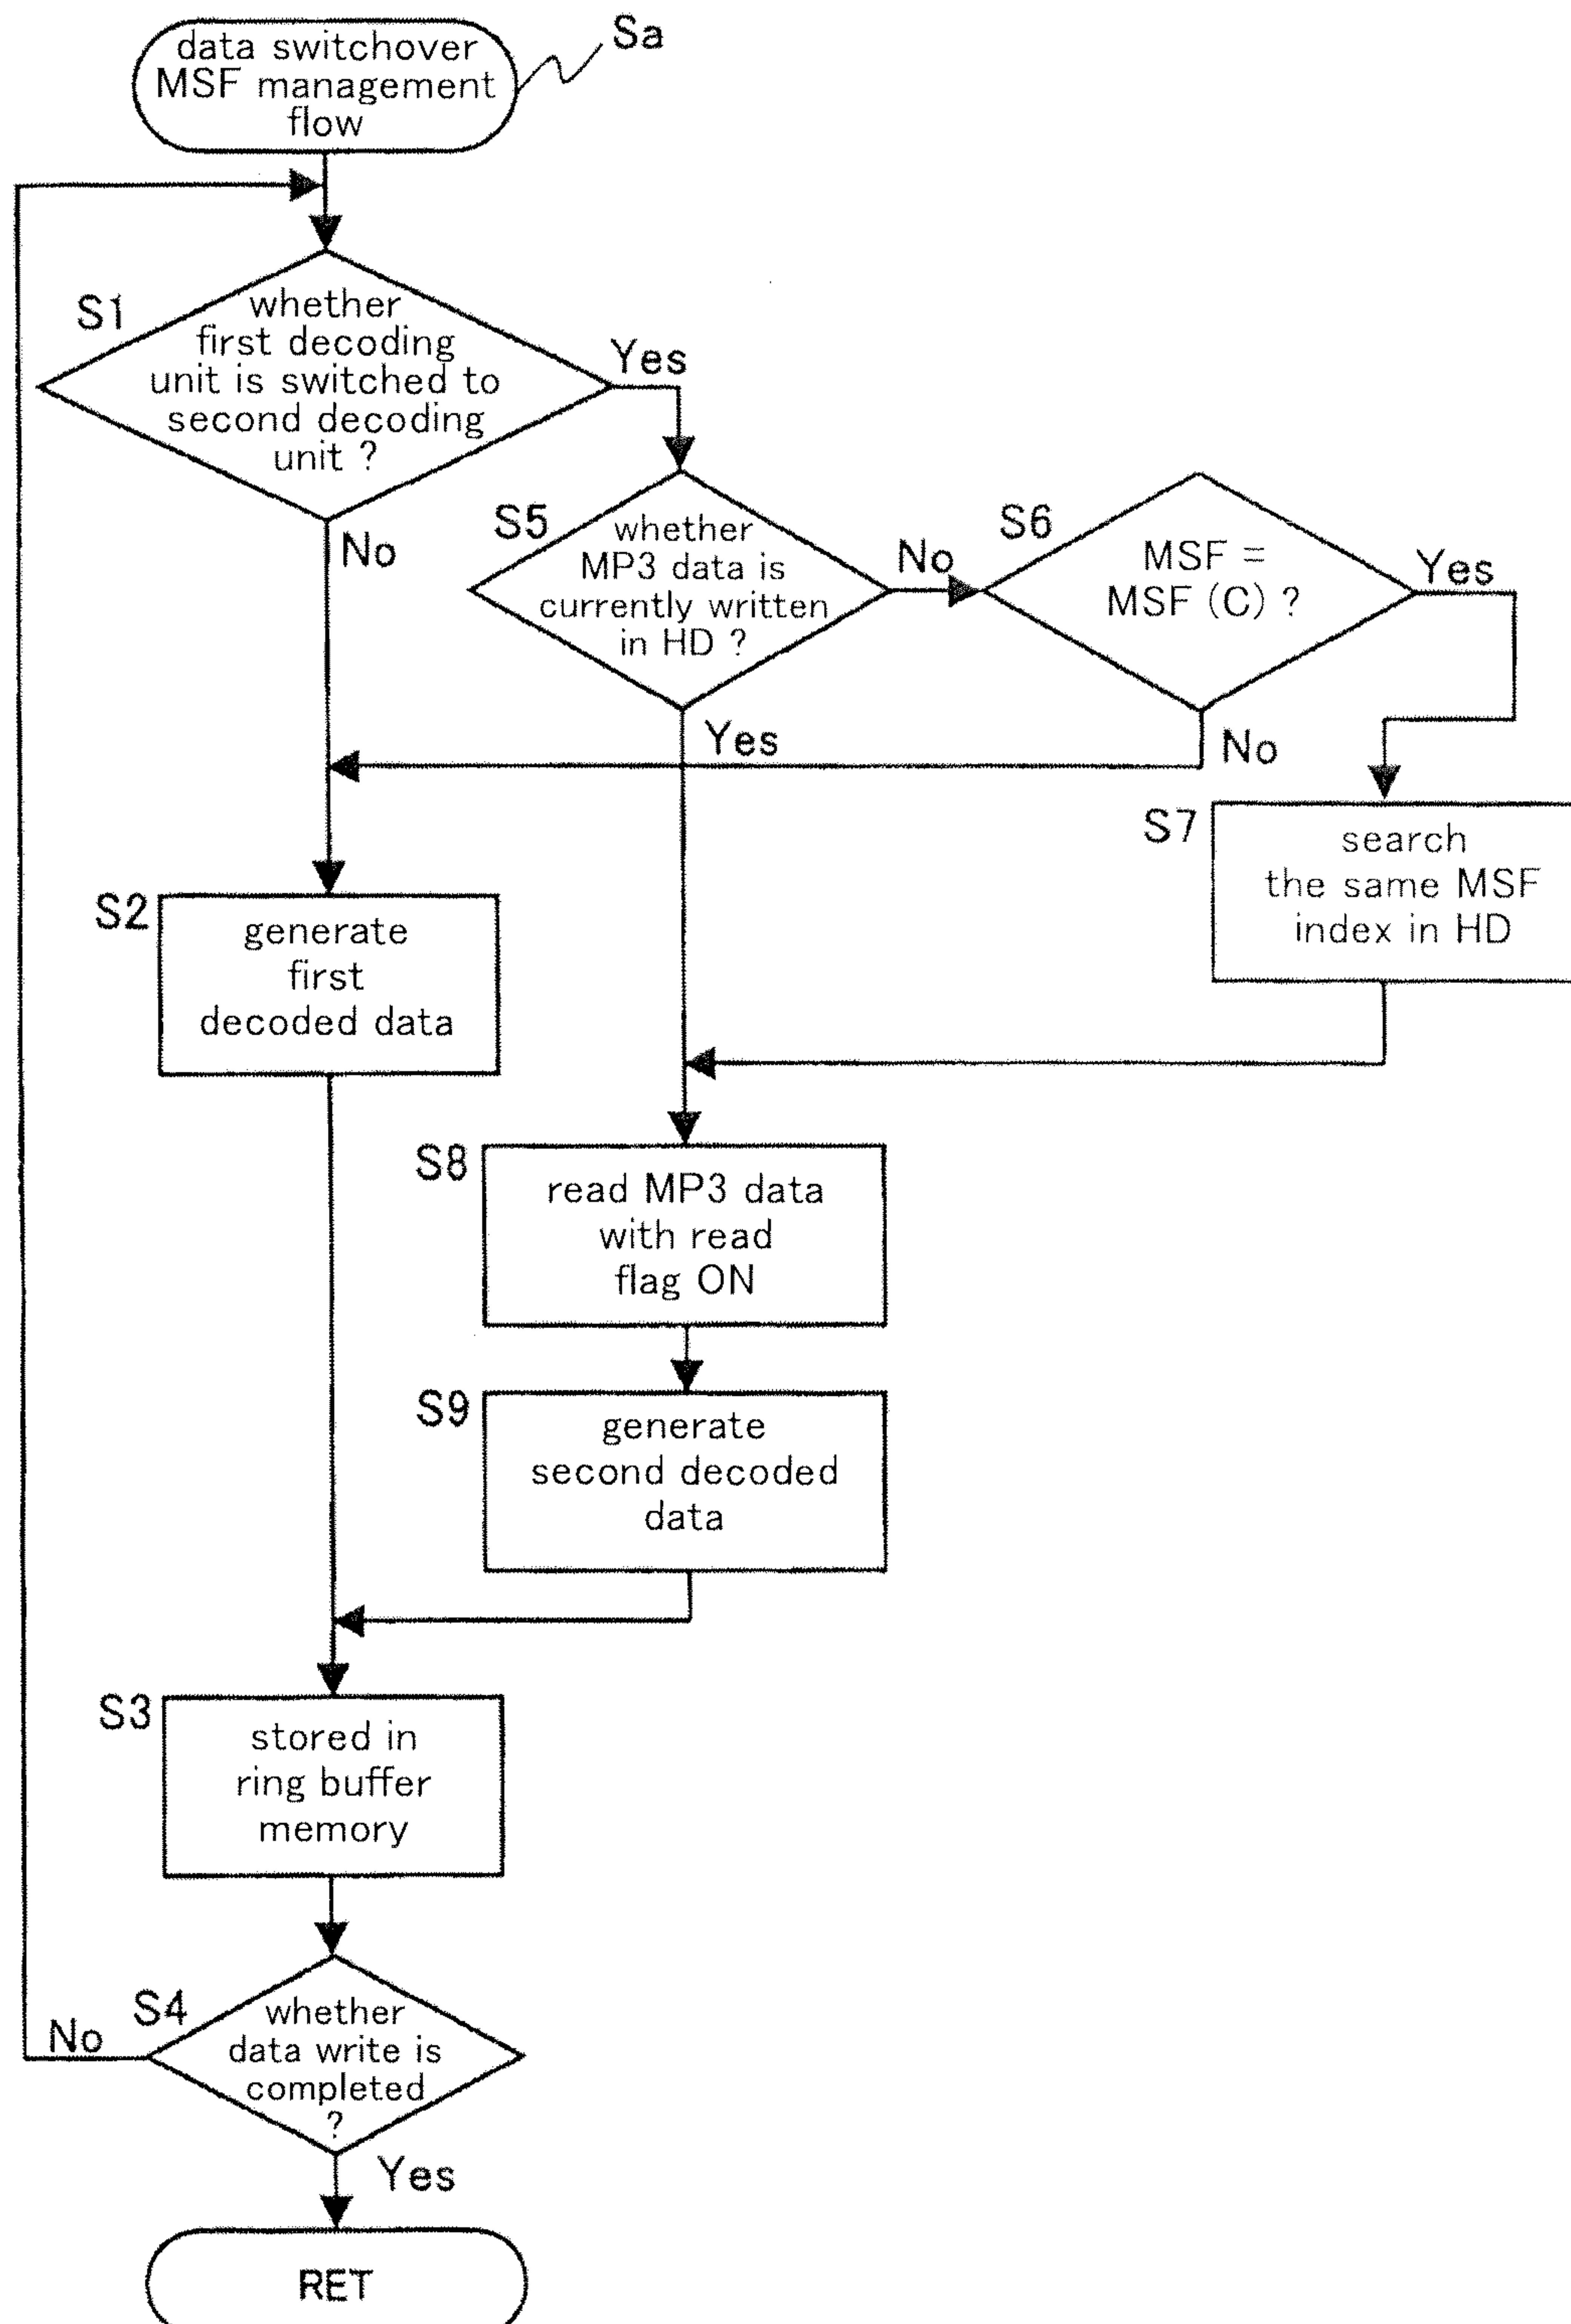 data switchover
MSF management
flow
Sa
S1
whether
first decoding
unit is switched to
second decoding
unit ?
Yes
No
S5
whether
MP3 data is
currently written
in HD ?
No
Yes
S6
MSF =
MSF (C) ?
Yes
No
S7
search
the same MSF
index in HD
S2
generate
first
decoded data
S8
read MP3 data
with read
flag ON
S9
generate
second decoded
data
S3
stored in
ring buffer
memory
S4
whether
data write is
completed
?
No
Yes
RET